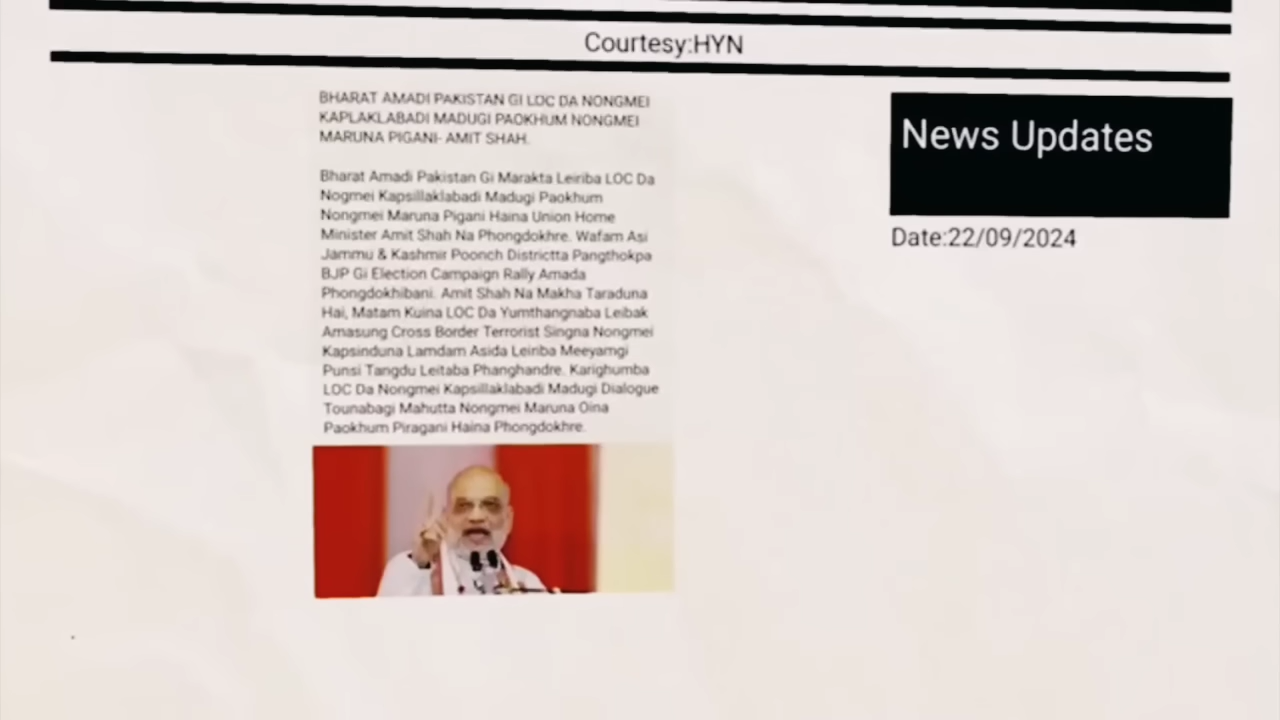 Courtesy:HYN
BHARAT AMADI PAKISTAN GI LOC DA NONGMEI
KAPLAKLABADI MADUGI PAOKHUM NONGMEI
MARUNA PIGANI- AMIT SHAH.
Bharat Amadi Pakistan Gi Marakta Leiriba LOC Da
Nogmei Kapsillaklabadi Madugi Paokhum
Nongmei Maruna Pigani Haina Union Home
Minister Amit Shah Na Phongdokhre. Wafam Asi
Jammu & Kashmir Poonch Districtta Pangthokpa
BJP Gi Election Campaign Rally Amada
Phongdokhibani. Amit Shah Na Makha Taraduna
Hai, Matam Kuina LOC Da Yumthangnaba Leibak
Amasung Cross Border Terrorist Singna Nongmei
Kapsinduna Lamdam Asida Leiriba Meeyamgi
Punsi Tangdu Leitaba Phanghandre. Karighumba
LOC Da Nongmei Kapsillaklabadi Madugi Dialogue
Tounabagi Mahutta Nongmei Maruna Oina
Paokhum Piragani Haina Phongdokhre.
News Updates
Date:22/09/2024